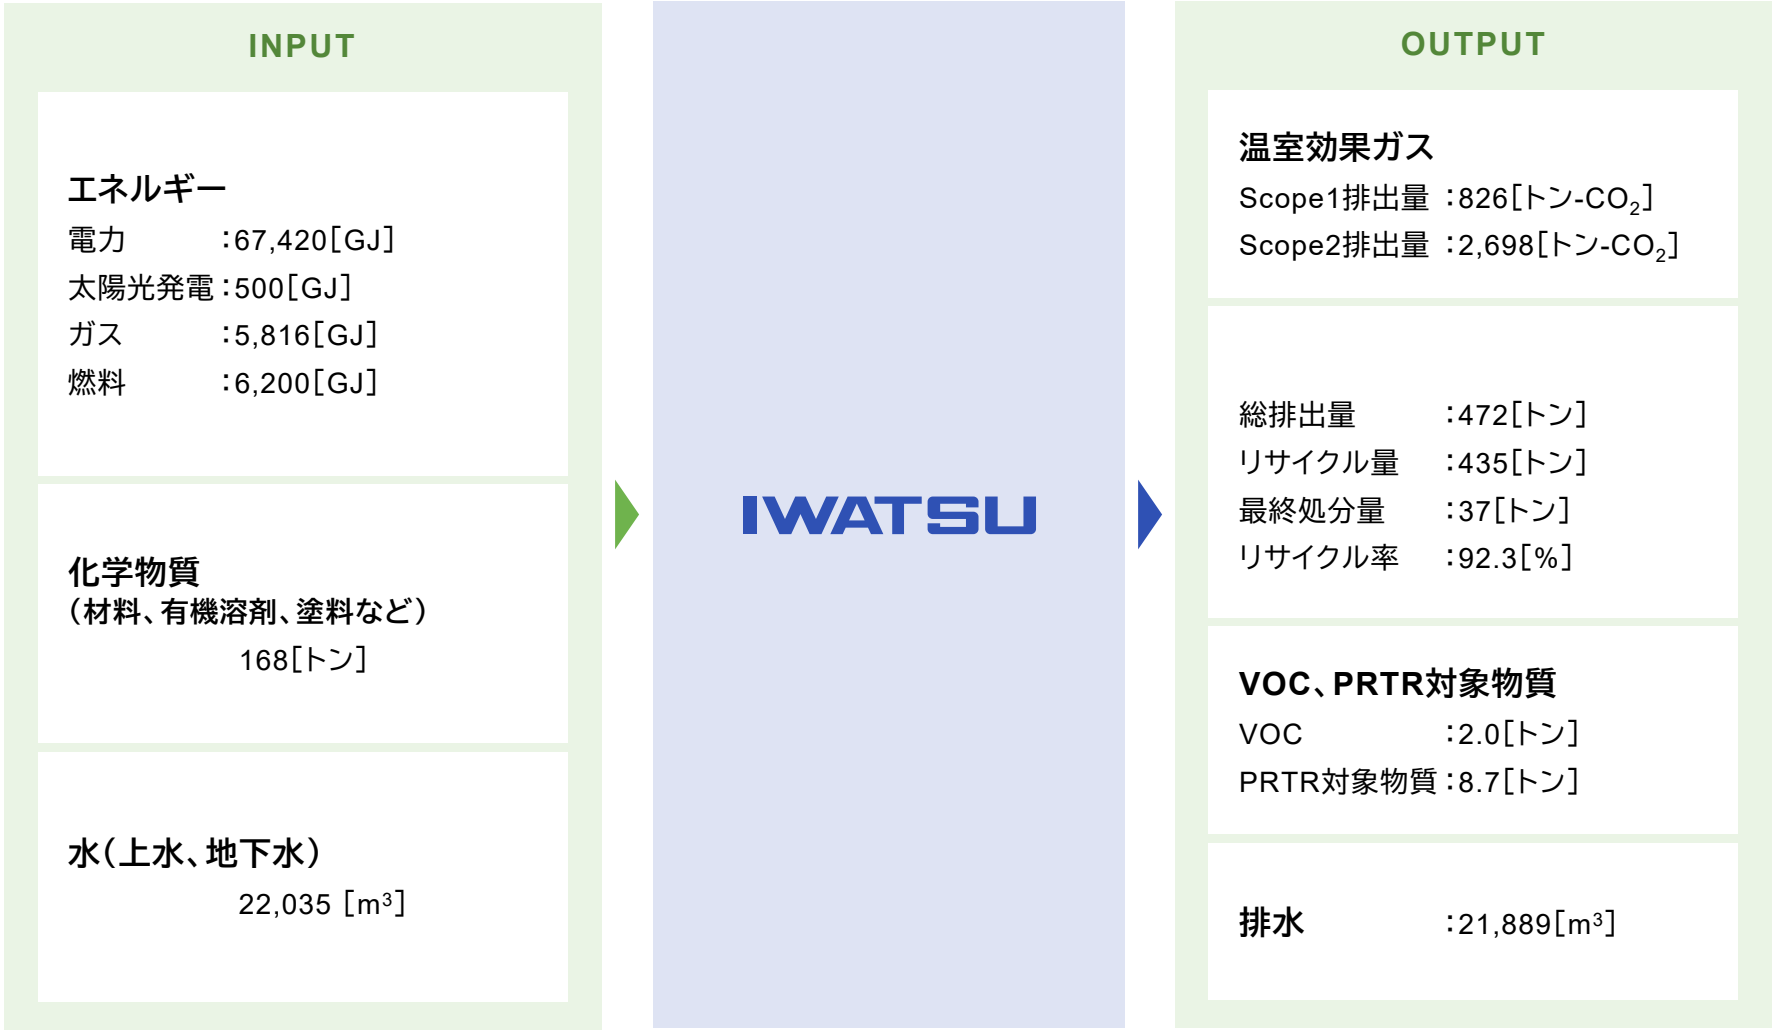 INPUT
エネルギー
電力　：67,420［GJ］
太陽光発電：500［GJ］
ガス　：5,816［GJ］
燃料　：6,200［GJ］
化学物質
（材料、有機溶剤、塗料など）
168［トン］
水（上水、地下水）
22,035 ［m³］
IWATSU
OUTPUT
温室効果ガス
Scope1排出量 ：826［トン-CO₂］
Scope2排出量 ：2,698［トン-CO₂］
総排出量　：472［トン］
リサイクル量　：435［トン］
最終処分量　：37［トン］
リサイクル率　：92.3［%］
VOC、PRTR対象物質
VOC　：2.0［トン］
PRTR対象物質：8.7［トン］
排水　：21,889［m³］